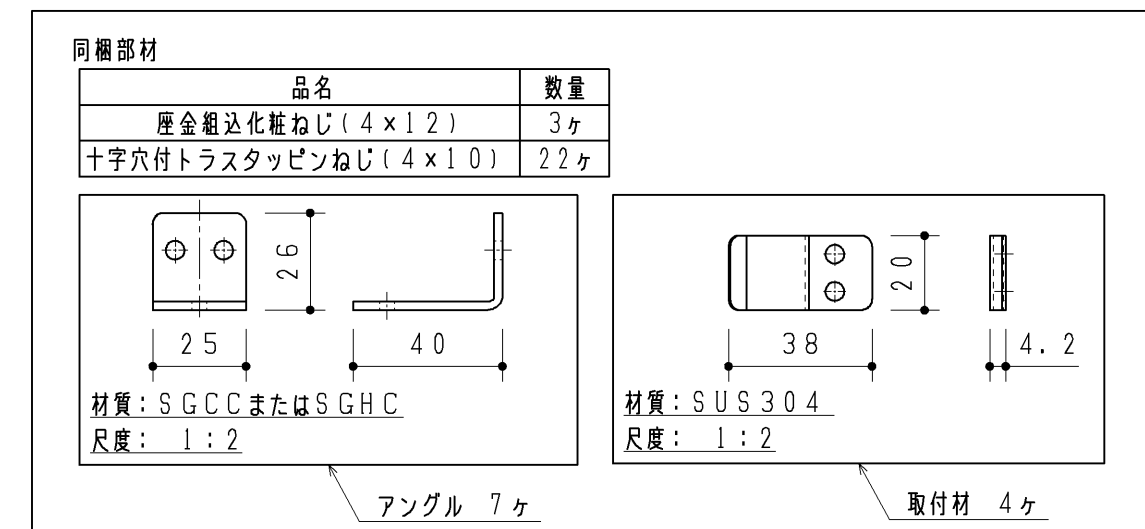 同梱部材
品名 数量
座金組込化粧ねじ(4×12) 3ヶ
十字穴付トラスタッピンねじ(4×10) 22ヶ
26
25 40
材質：SGCCまたはSGHC
尺度： 1：2
アングル 7ヶ
20
38 4.2
材質：SUS304
尺度： 1：2
取付材 4ヶ